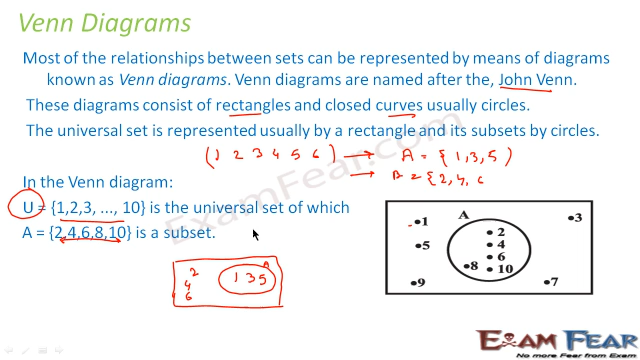 Venn Diagrams
Most of the relationships between sets can be represented by means of diagrams
known as Venn diagrams. Venn diagrams are named after the, John Venn.
These diagrams consist of rectangles and closed curves usually circles.
The universal set is represented usually by a rectangle and its subsets by circles.
(1 2 3 4 5 6) → A = {1,3,5)
→ B = {2,4,6
In the Venn diagram:
U = {1,2,3, ..., 10} is the universal set of which
A = {2,4,6,8,10} is a subset.
A
•1
•3
•2
•5
•4
•6
•8
•10
•9
•7
A
2
4
6
1 3 5
ExamFear.com
EXAM FEAR
No more Fear from Exam